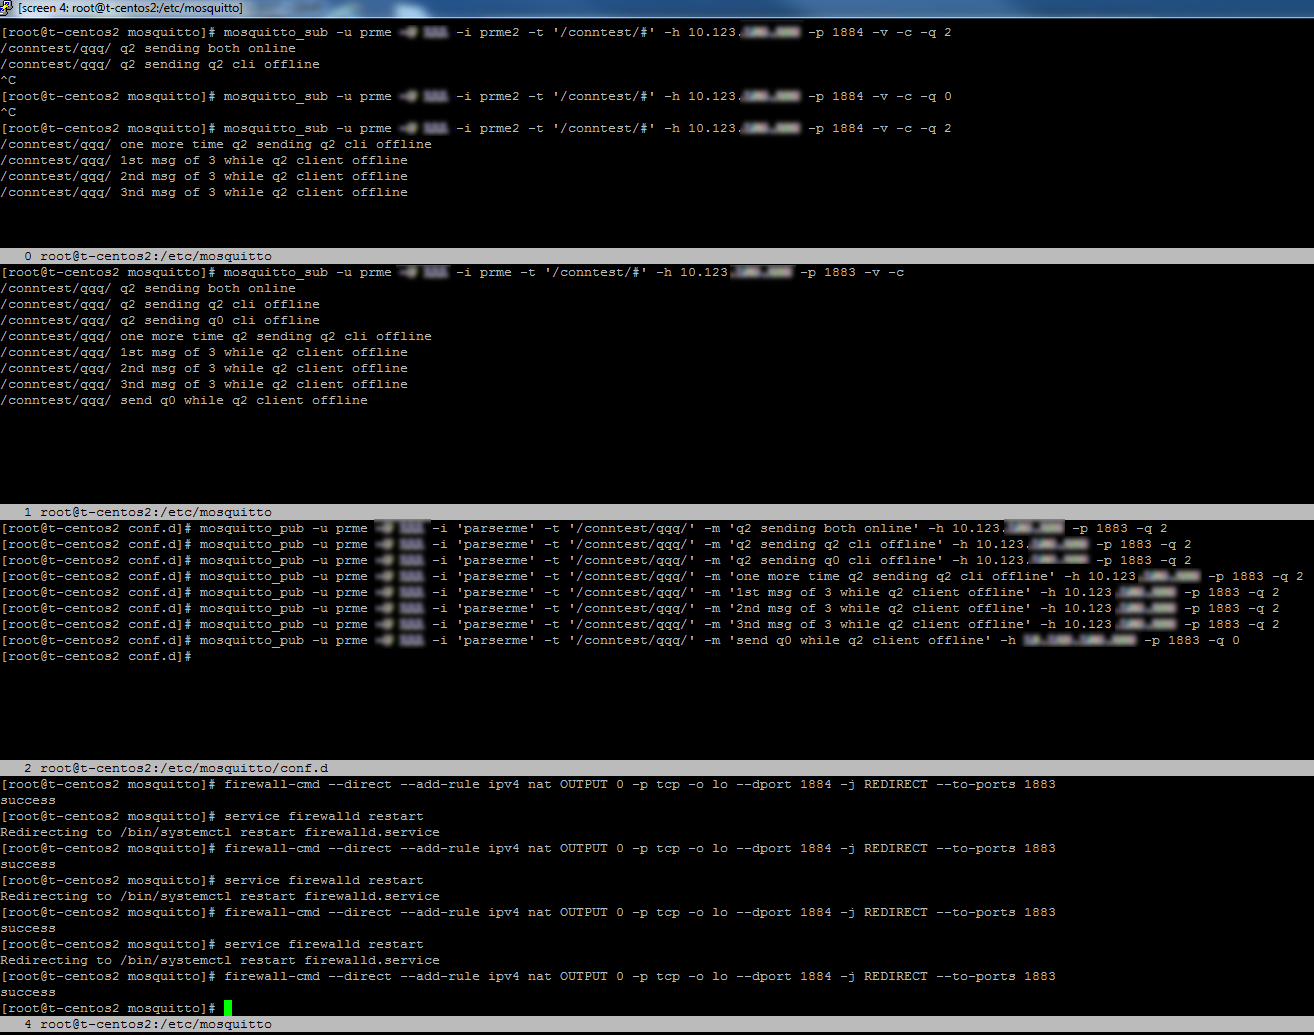 [screen 4: root@t-centos2:/etc/mosquitto]
[root@t-centos2 mosquitto]# mosquitto_sub -u prme -i prme2 -t '/conntest/#' -h 10.123. -p 1884 -v -c -q 2
/conntest/qqq/ q2 sending both online
/conntest/qqq/ q2 sending q2 cli offline
^C
[root@t-centos2 mosquitto]# mosquitto_sub -u prme -i prme2 -t '/conntest/#' -h 10.123. -p 1884 -v -c -q 0
^C
[root@t-centos2 mosquitto]# mosquitto_sub -u prme -i prme2 -t '/conntest/#' -h 10.123. -p 1884 -v -c -q 2
/conntest/qqq/ one more time q2 sending q2 cli offline
/conntest/qqq/ 1st msg of 3 while q2 client offline
/conntest/qqq/ 2nd msg of 3 while q2 client offline
/conntest/qqq/ 3nd msg of 3 while q2 client offline
0 root@t-centos2:/etc/mosquitto
[root@t-centos2 mosquitto]# mosquitto_sub -u prme -i prme -t '/conntest/#' -h 10.123 -p 1883 -v -c
/conntest/qqq/ q2 sending both online
/conntest/qqq/ q2 sending q2 cli offline
/conntest/qqq/ q2 sending q0 cli offline
/conntest/qqq/ one more time q2 sending q2 cli offline
/conntest/qqq/ 1st msg of 3 while q2 client offline
/conntest/qqq/ 2nd msg of 3 while q2 client offline
/conntest/qqq/ 3nd msg of 3 while q2 client offline
/conntest/qqq/ send q0 while q2 client offline
1 root@t-centos2:/etc/mosquitto
[root@t-centos2 conf.d]# mosquitto_pub -u prme -i 'parserme' -t '/conntest/qqq/' -m 'q2 sending both online' -h 10.123. -p 1883 -q 2
[root@t-centos2 conf.d]# mosquitto_pub -u prme -i 'parserme' -t '/conntest/qqq/' -m 'q2 sending q2 cli offline' -h 10.123. -p 1883 -q 2
[root@t-centos2 conf.d]# mosquitto_pub -u prme -i 'parserme' -t '/conntest/qqq/' -m 'q2 sending q0 cli offline' -h 10.123. -p 1883 -q 2
[root@t-centos2 conf.d]# mosquitto_pub -u prme -i 'parserme' -t '/conntest/qqq/' -m 'one more time q2 sending q2 cli offline' -h 10.123 -p 1883 -q 2
[root@t-centos2 conf.d]# mosquitto_pub -u prme -i 'parserme' -t '/conntest/qqq/' -m '1st msg of 3 while q2 client offline' -h 10.123 -p 1883 -q 2
[root@t-centos2 conf.d]# mosquitto_pub -u prme -i 'parserme' -t '/conntest/qqq/' -m '2nd msg of 3 while q2 client offline' -h 10.123 -p 1883 -q 2
[root@t-centos2 conf.d]# mosquitto_pub -u prme -i 'parserme' -t '/conntest/qqq/' -m '3nd msg of 3 while q2 client offline' -h 10.123 -p 1883 -q 2
[root@t-centos2 conf.d]# mosquitto_pub -u prme -i 'parserme' -t '/conntest/qqq/' -m 'send q0 while q2 client offline' -h -p 1883 -q 0
[root@t-centos2 conf.d]#
2 root@t-centos2:/etc/mosquitto/conf.d
[root@t-centos2 mosquitto]# firewall-cmd --direct --add-rule ipv4 nat OUTPUT 0 -p tcp -o lo --dport 1884 -j REDIRECT --to-ports 1883
success
[root@t-centos2 mosquitto]# service firewalld restart
Redirecting to /bin/systemctl restart firewalld.service
[root@t-centos2 mosquitto]# firewall-cmd --direct --add-rule ipv4 nat OUTPUT 0 -p tcp -o lo --dport 1884 -j REDIRECT --to-ports 1883
success
[root@t-centos2 mosquitto]# service firewalld restart
Redirecting to /bin/systemctl restart firewalld.service
[root@t-centos2 mosquitto]# firewall-cmd --direct --add-rule ipv4 nat OUTPUT 0 -p tcp -o lo --dport 1884 -j REDIRECT --to-ports 1883
success
[root@t-centos2 mosquitto]# service firewalld restart
Redirecting to /bin/systemctl restart firewalld.service
[root@t-centos2 mosquitto]# firewall-cmd --direct --add-rule ipv4 nat OUTPUT 0 -p tcp -o lo --dport 1884 -j REDIRECT --to-ports 1883
success
[root@t-centos2 mosquitto]#
4 root@t-centos2:/etc/mosquitto